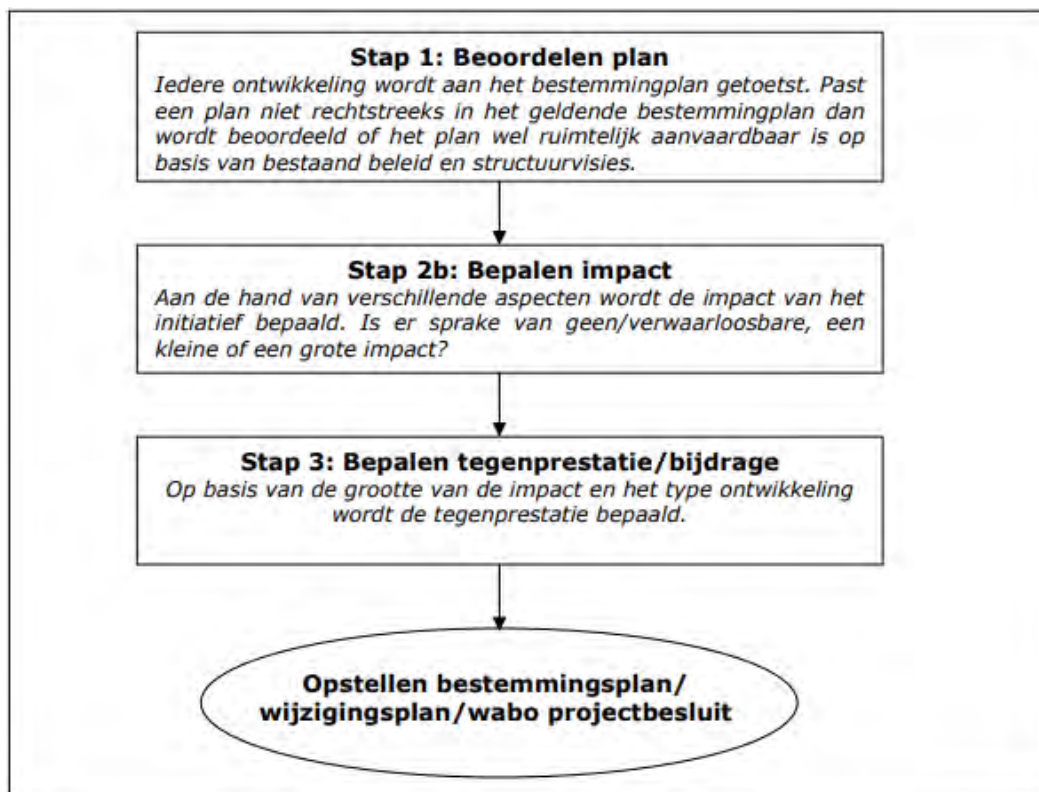 Stap 1: Beoordelen plan
Iedere ontwikkeling wordt aan het bestemmingplan getoetst. Past
een plan niet rechtstreeks in het geldende bestemmingplan dan
wordt beoordeeld of het plan wel ruimtelijk aanvaardbaar is op
basis van bestaand beleid en structuurvisies.
Stap 2b: Bepalen impact
Aan de hand van verschillende aspecten wordt de impact van het
initiatief bepaald. Is er sprake van geen/verwaarloosbare, een
kleine of een grote impact?
Stap 3: Bepalen tegenprestatie/bijdrage
Op basis van de grootte van de impact en het type ontwikkeling
wordt de tegenprestatie bepaald.
Opstellen bestemmingsplan/
wijzigingsplan/wabo projectbesluit